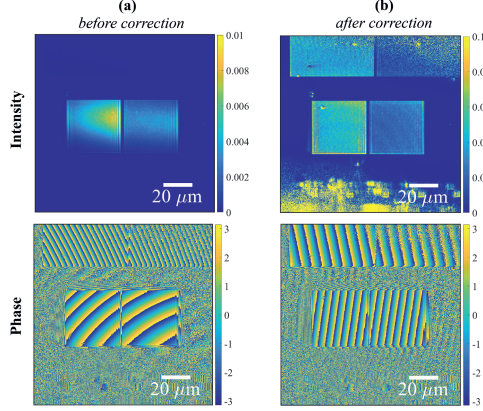 (a)
before correction
(b)
after correction
Intensity
0.01
0.008
0.006
0.004
0.002
0
20 μm
20 μm
0
Phase
3
2
1
0
-1
-2
-3
20 μm
3
2
1
0
-1
-2
-3
20 μm